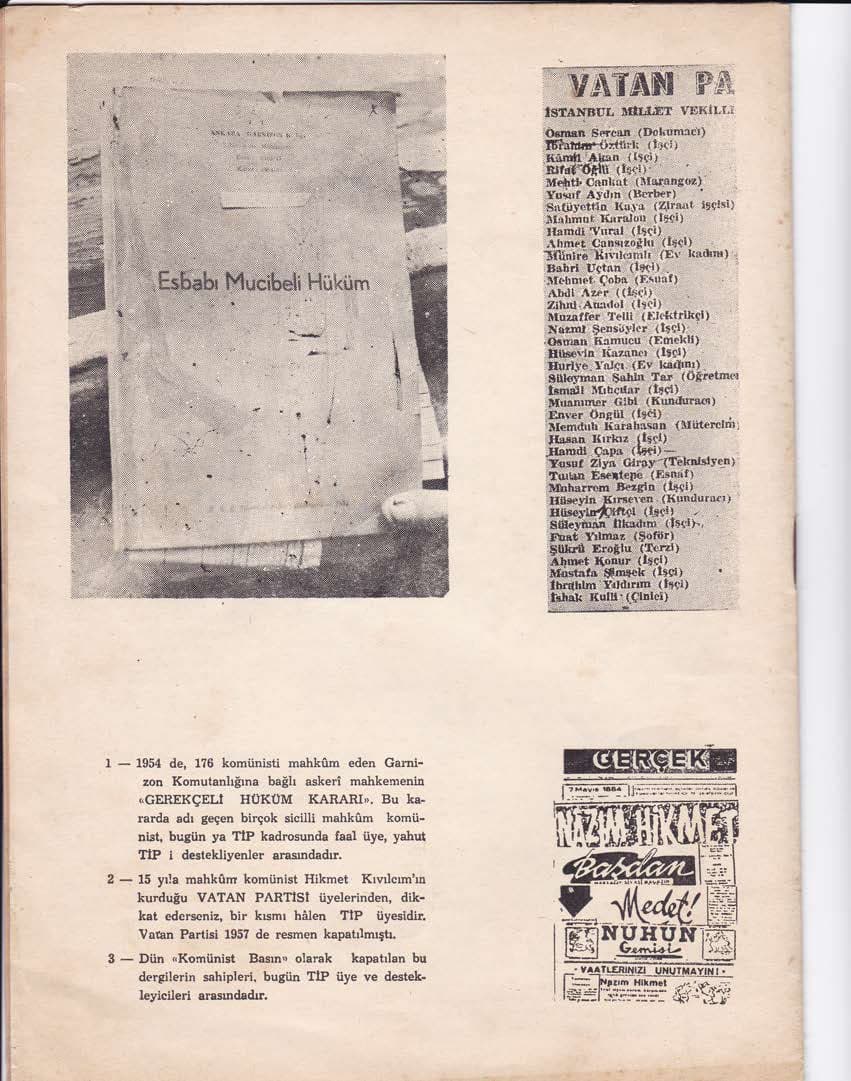 Esbabı Mucibeli Hüküm
VATAN PA
İSTANBUL MİLLET VEKİLLE
Osman Sercan (Dokumacı)
İbrahim Öztürk (İşçi)
Kâmil Akan (İşçi)
Rifat Oğlu (İşçi)
Mehti Cankat (Marangoz)
Yusuf Aydın (Berber)
Safüyettin Kaya (Ziraat işçisi)
Mahmut Karalou (İşçi)
Hamdi Vural (İşçi)
Ahmet Cansızoğlu (İşçi)
Münire Kıvılcımlı (Ev kadını)
Bahri Uçtan (İşçi)
Mehmet Çoba (Esnaf)
Abdi Azer ((İşçi)
Zihni Anadol (İşçi)
Muzaffer Telli (Elektrikçi)
Nazmi Şensöyler (İşçi)
Osman Kamucu (Emekli)
Hüseyin Kazancı (İşçi)
Huriye Yalçı (Ev kadını)
Süleyman Şahin Tar (Öğretmen
İsmail Mıhçılar (İşçi)
Muammer Gibi (Kunduracı)
Enver Öngül (İşçi)
Memduh Karahasan (Mütercim)
Hasan Kırkız (İşçi)
Hamdi Çapa (İşçi)
Yusuf Ziya Giray (Teknisiyen)
Turan Esentepe (Esnaf)
Muharrem Bezgin (İşçi)
Hüseyin Kırseven (Kunduracı)
Hüseyin Çiftçi (İşçi)
Süleyman İlkadım (İşçi)
Fuat Yılmaz (Şoför)
Şükrü Eroğlu (Terzi)
Ahmet Konur (İşçi)
Mustafa Şimşek (İşçi)
İbrahim Yıldırım (İşçi)
İshak Kulli (Çinici)
1 — 1954 de, 176 komünisti mahkûm eden Garni-
zon Komutanlığına bağlı askerî mahkemenin
«GEREKÇELİ HÜKÜM KARARI». Bu ka-
rarda adı geçen birçok sicilli mahkûm komü-
nist, bugün ya TİP kadrosunda faal üye, yahut
TİP i destekliyenler arasındadır.
2 — 15 yıla mahkûm komünist Hikmet Kıvılcım'ın
kurduğu VATAN PARTİSİ üyelerinden, dik-
kat ederseniz, bir kısmı hâlen TİP üyesidir.
Vatan Partisi 1957 de resmen kapatılmıştı.
3 — Dün «Komünist Basın» olarak kapatılan bu
dergilerin sahipleri, bugün TİP üye ve destek-
leyicileri arasındadır.
GERÇEK
7 Mayıs
NAZIM HİKMET
Başdan
Medet!
NUHUN
Gemisi
• VAATLERINIZI UNUTMAYIN! •
Nazım Hikmet